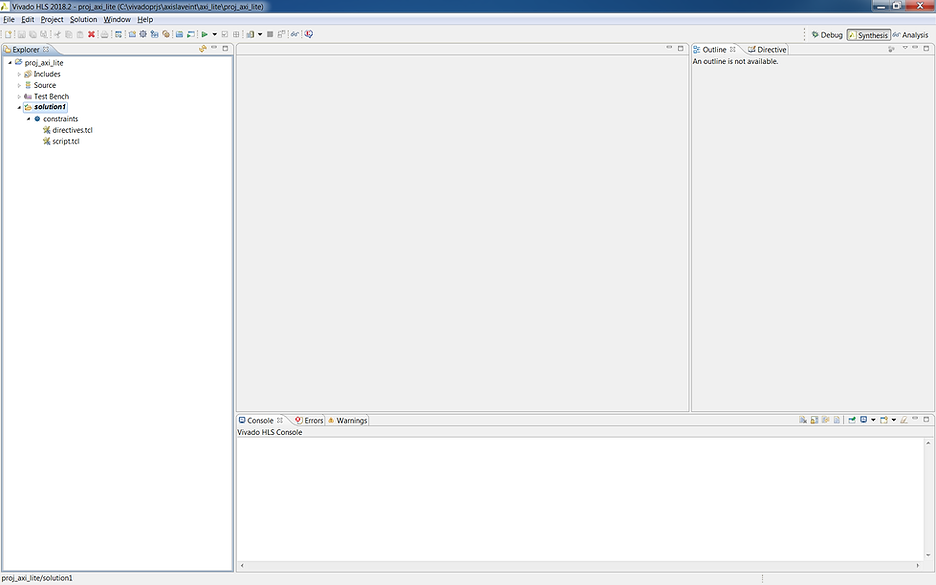 Vivado HLS 2018.2 - proj_axi_lite (C:\vivadoprjs\axislaveint\axi_lite\proj_axi_lite)
File Edit Project Solution Window Help
Debug Synthesis Analysis
Explorer
proj_axi_lite
Includes
Source
Test Bench
solution1
constraints
directives.tcl
script.tcl
Outline Directive
An outline is not available.
Console Errors Warnings
Vivado HLS Console
proj_axi_lite/solution1